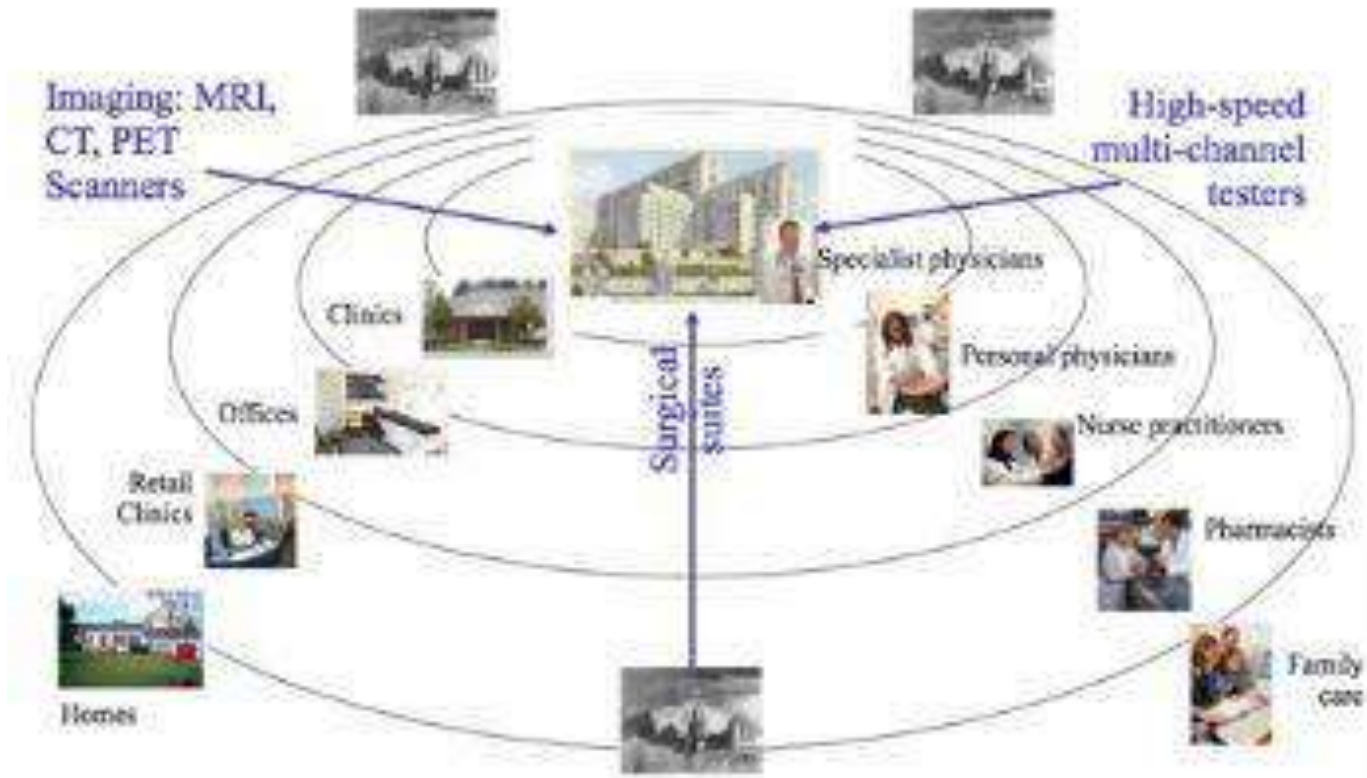 Imaging: MRI,
CT, PET
Scanners
High-speed
multi-channel
testers
Specialist physicians
Clinics
Personal physicians
Surgical
suites
Offices
Nurse practitioners
Retail
Clinics
Pharmacists
Family
care
Homes